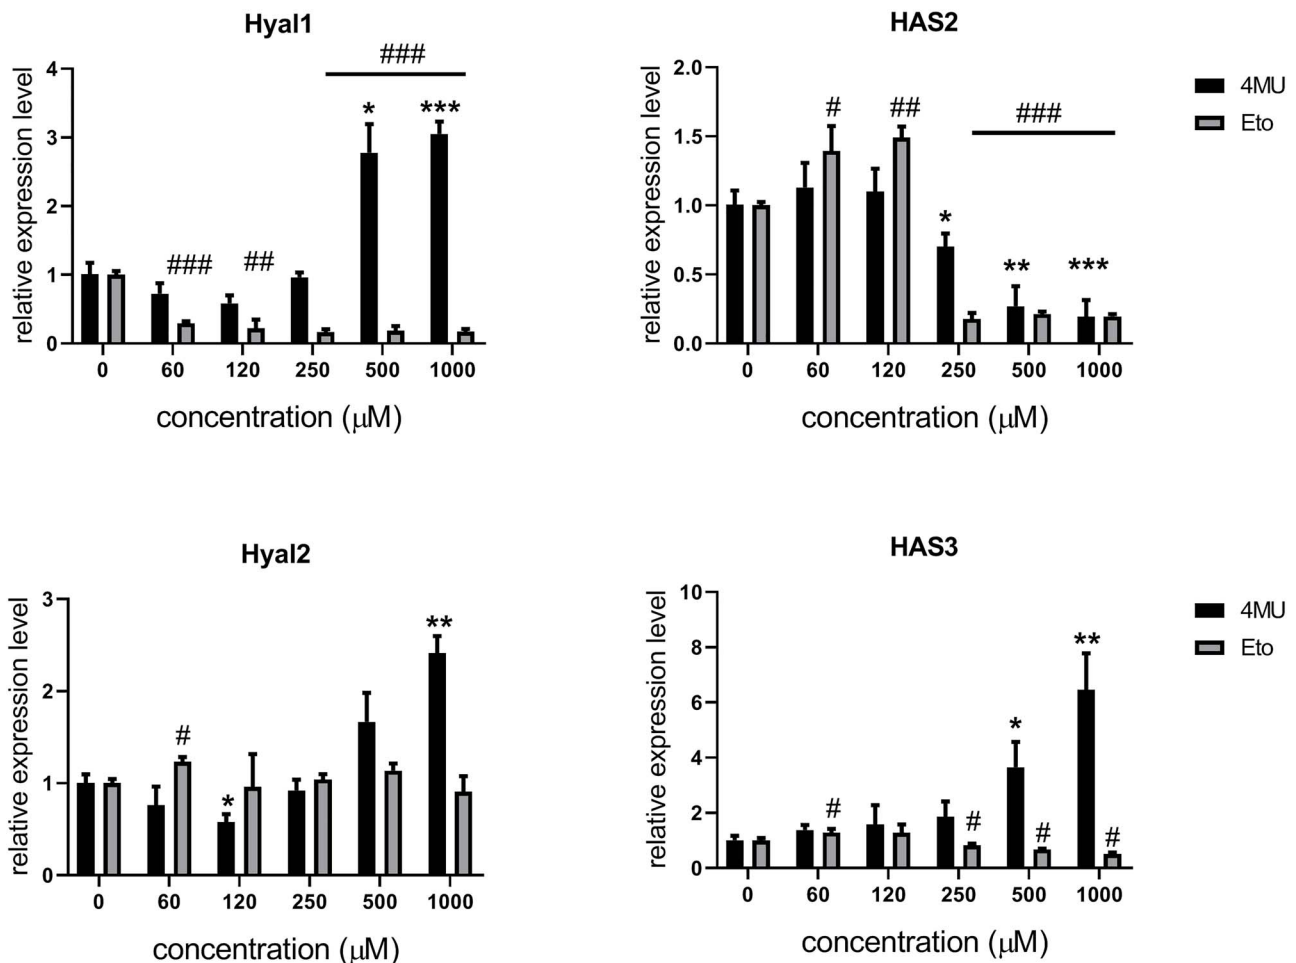 Hyal1
relative expression level
4
3
2
1
0
###
##
###
*
***
0 60 120 250 500 1000
concentration (μM)
HAS2
relative expression level
2.0
1.5
1.0
0.5
0.0
#
##
###
*
**
***
0 60 120 250 500 1000
concentration (μM)
4MU
Eto
Hyal2
relative expression level
3
2
1
0
#
*
**
0 60 120 250 500 1000
concentration (μM)
HAS3
relative expression level
10
8
6
4
2
0
#
#
*
#
**
#
0 60 120 250 500 1000
concentration (μM)
4MU
Eto